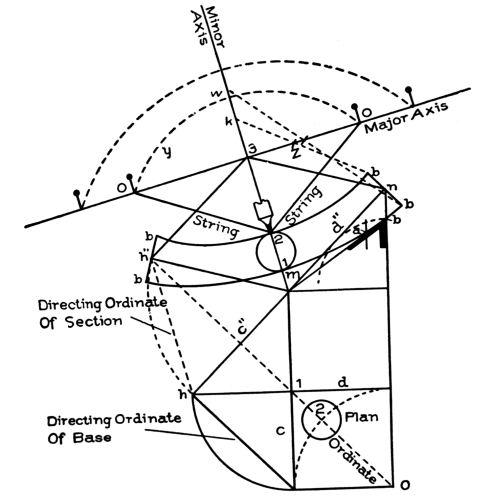 Minor
Axis
w
k
O
Major Axis
y
3
Z
O
b
n
String
String
b
d"
b
2
a
b
h"
1
m
b
Directing Ordinate
Of Section
c"
h
1
d
2
Plan
Directing Ordinate
Of Base
c
Ordinate
O